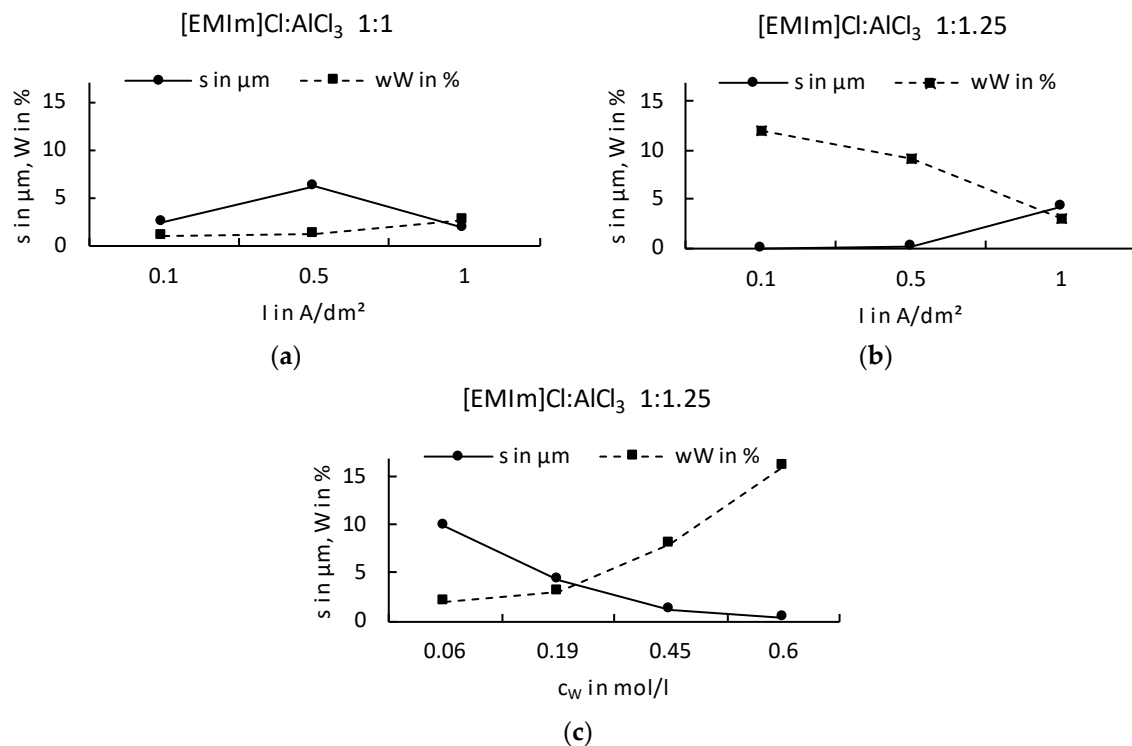 [EMIm]Cl:AlCl₃ 1:1
s in µm
wW in %
s in µm, W in %
15
10
5
0
0.1 0.5 1
I in A/dm²
(a)
[EMIm]Cl:AlCl₃ 1:1.25
s in µm
wW in %
s in µm, W in %
15
10
5
0
0.1 0.5 1
I in A/dm²
(b)
[EMIm]Cl:AlCl₃ 1:1.25
s in µm
wW in %
s in µm, W in %
15
10
5
0
0.06 0.19 0.45 0.6
c_W in mol/l
(c)